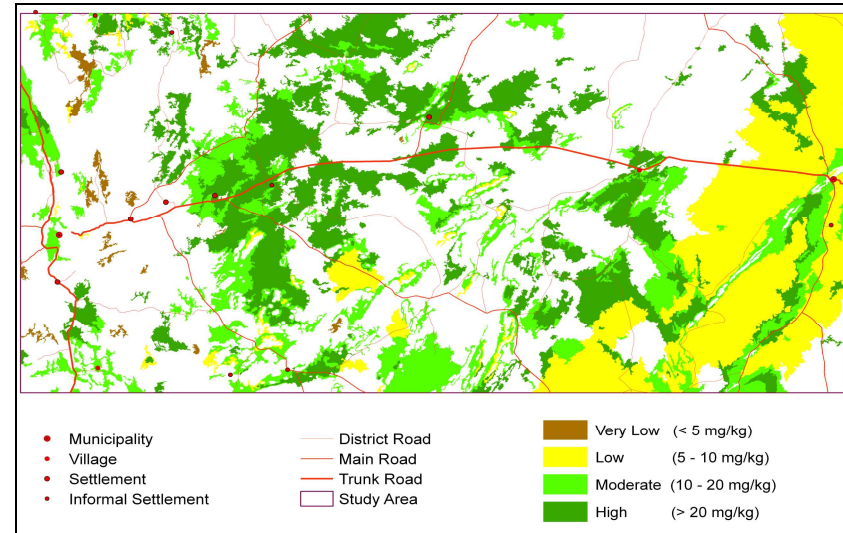 Municipality
Village
Settlement
Informal Settlement
District Road
Main Road
Trunk Road
Study Area
Very Low (< 5 mg/kg)
Low (5 - 10 mg/kg)
Moderate (10 - 20 mg/kg)
High (> 20 mg/kg)